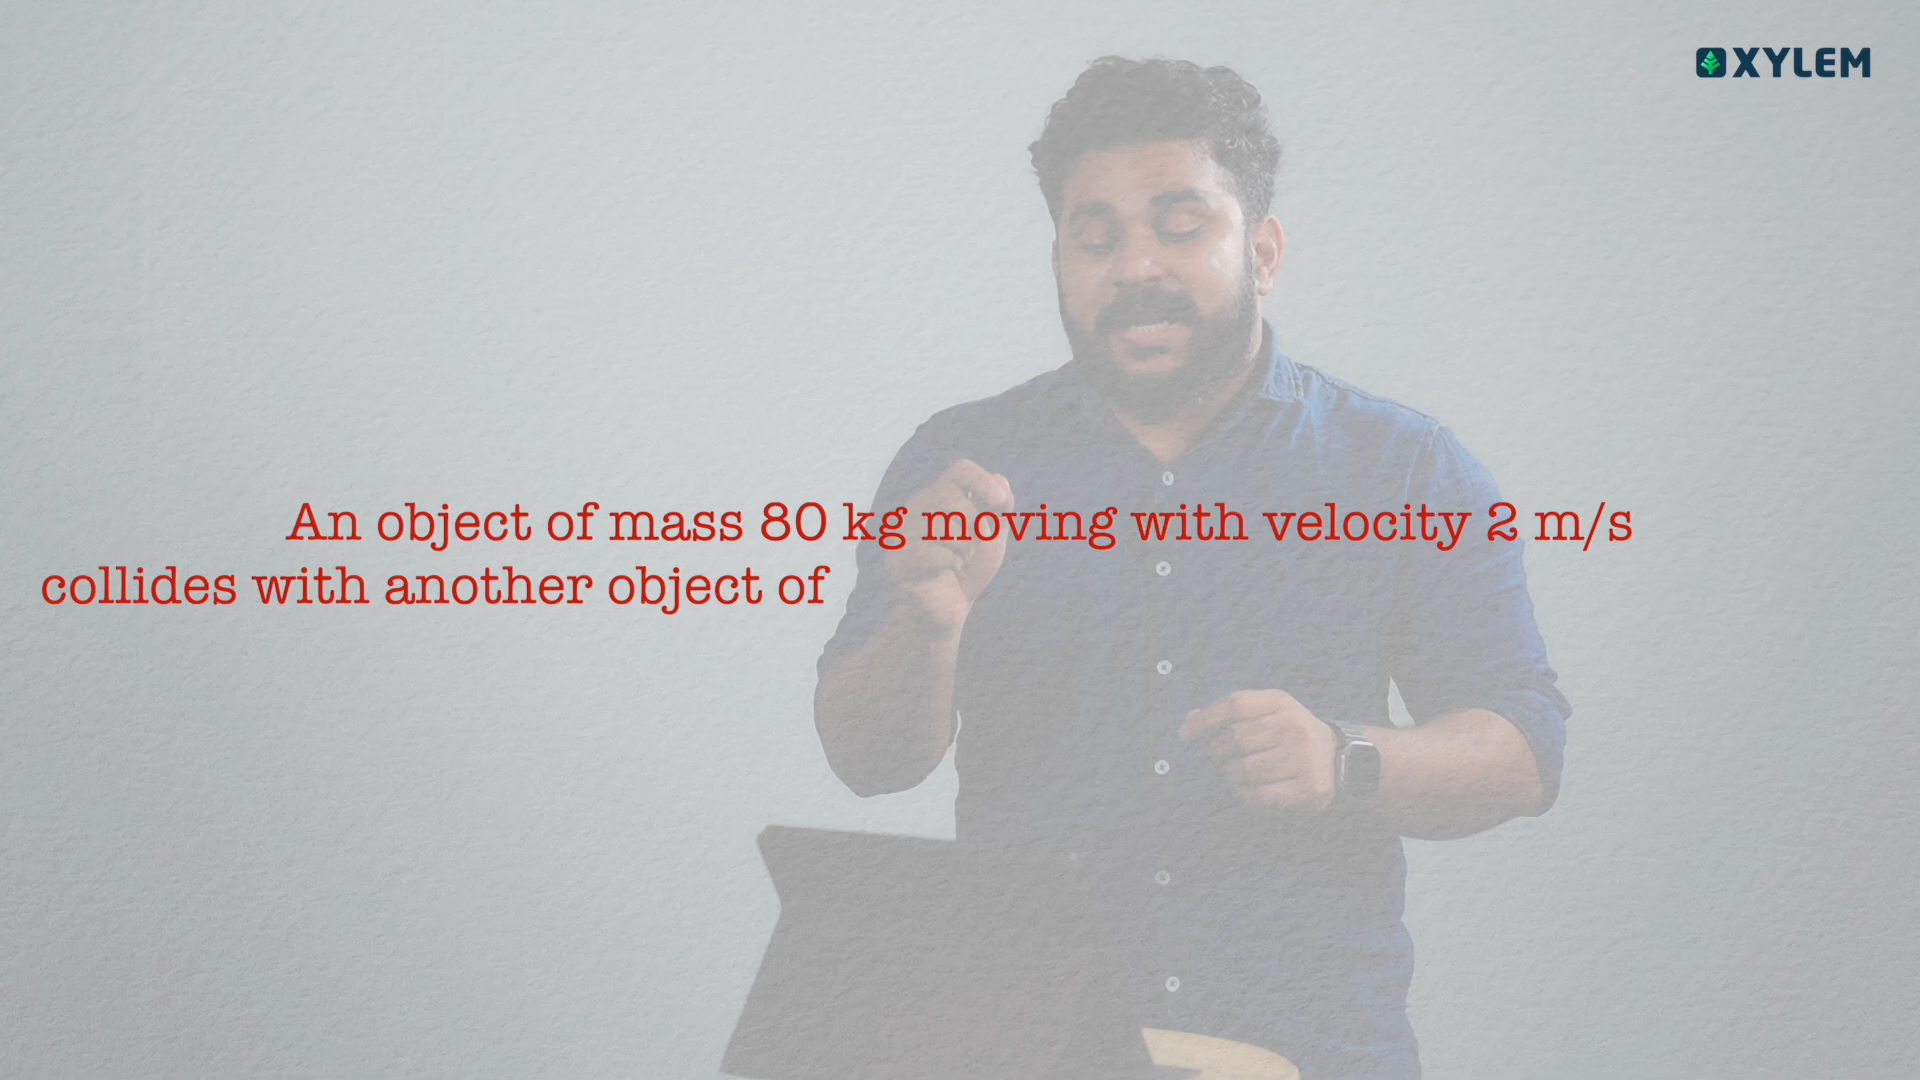 XYLEM
An object of mass 80 kg moving with velocity 2 m/s
collides with another object of